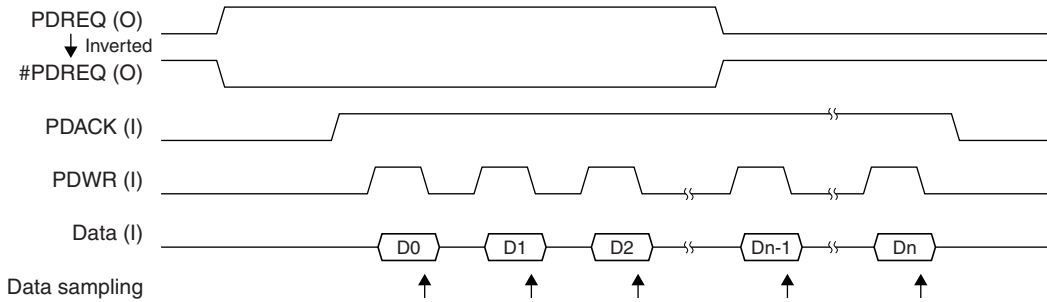 PDREQ (O)
Inverted
#PDREQ (O)
PDACK (I)
PDWR (I)
Data (I) D0 D1 D2 Dn-1 Dn
Data sampling